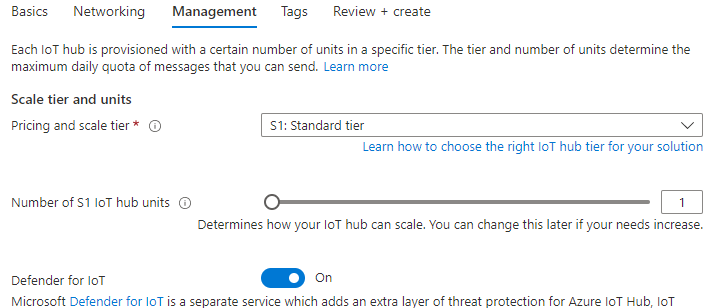 Basics Networking Management Tags Review + create
Each IoT hub is provisioned with a certain number of units in a specific tier. The tier and number of units determine the
maximum daily quota of messages that you can send. Learn more
Scale tier and units
Pricing and scale tier * S1: Standard tier
Learn how to choose the right IoT hub tier for your solution
Number of S1 IoT hub units 1
Determines how your IoT hub can scale. You can change this later if your needs increase.
Defender for IoT On
Microsoft Defender for IoT is a separate service which adds an extra layer of threat protection for Azure IoT Hub, IoT